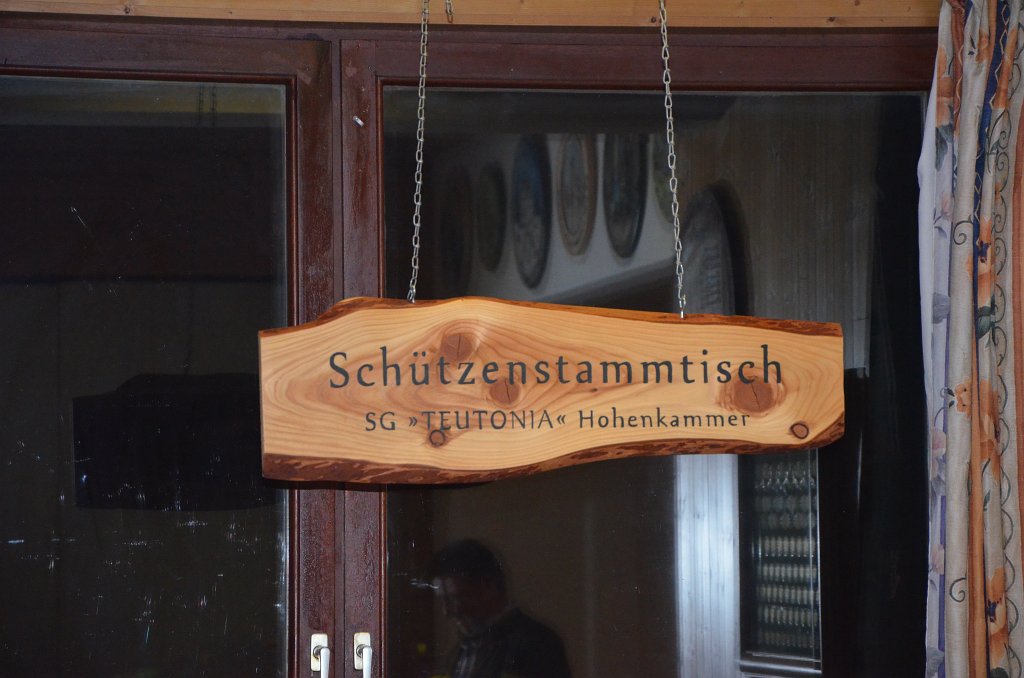 Schützenstammtisch
SG »TEUTONIA« Hohenkammer